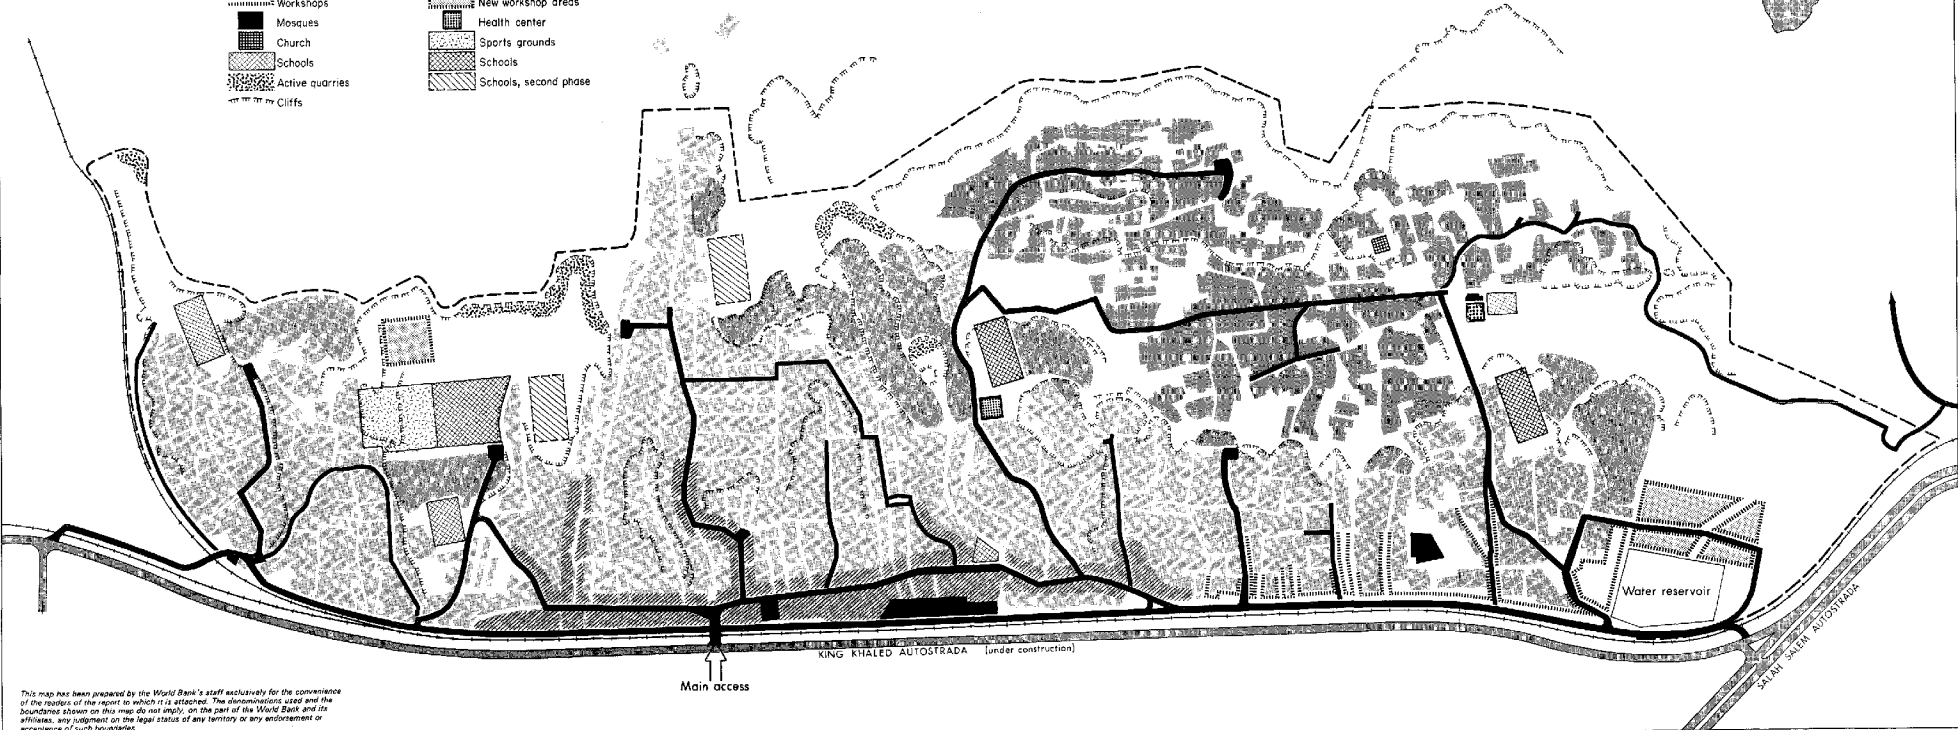 Workshops
Mosques
Church
Schools
Active quarries
Cliffs
New workshop areas
Health center
Sports grounds
Schools
Schools, second phase
Water reservoir
KING KHALED AUTOSTRADA (under construction)
SALAH SALEM AUTOSTRADA
Main access
This map has been prepared by the World Bank's staff exclusively for the convenience
of the readers of the report to which it is attached. The denominations used and the
boundaries shown on this map do not imply, on the part of the World Bank and its
affiliates, any judgment on the legal status of any territory or any endorsement or
acceptance of such boundaries.